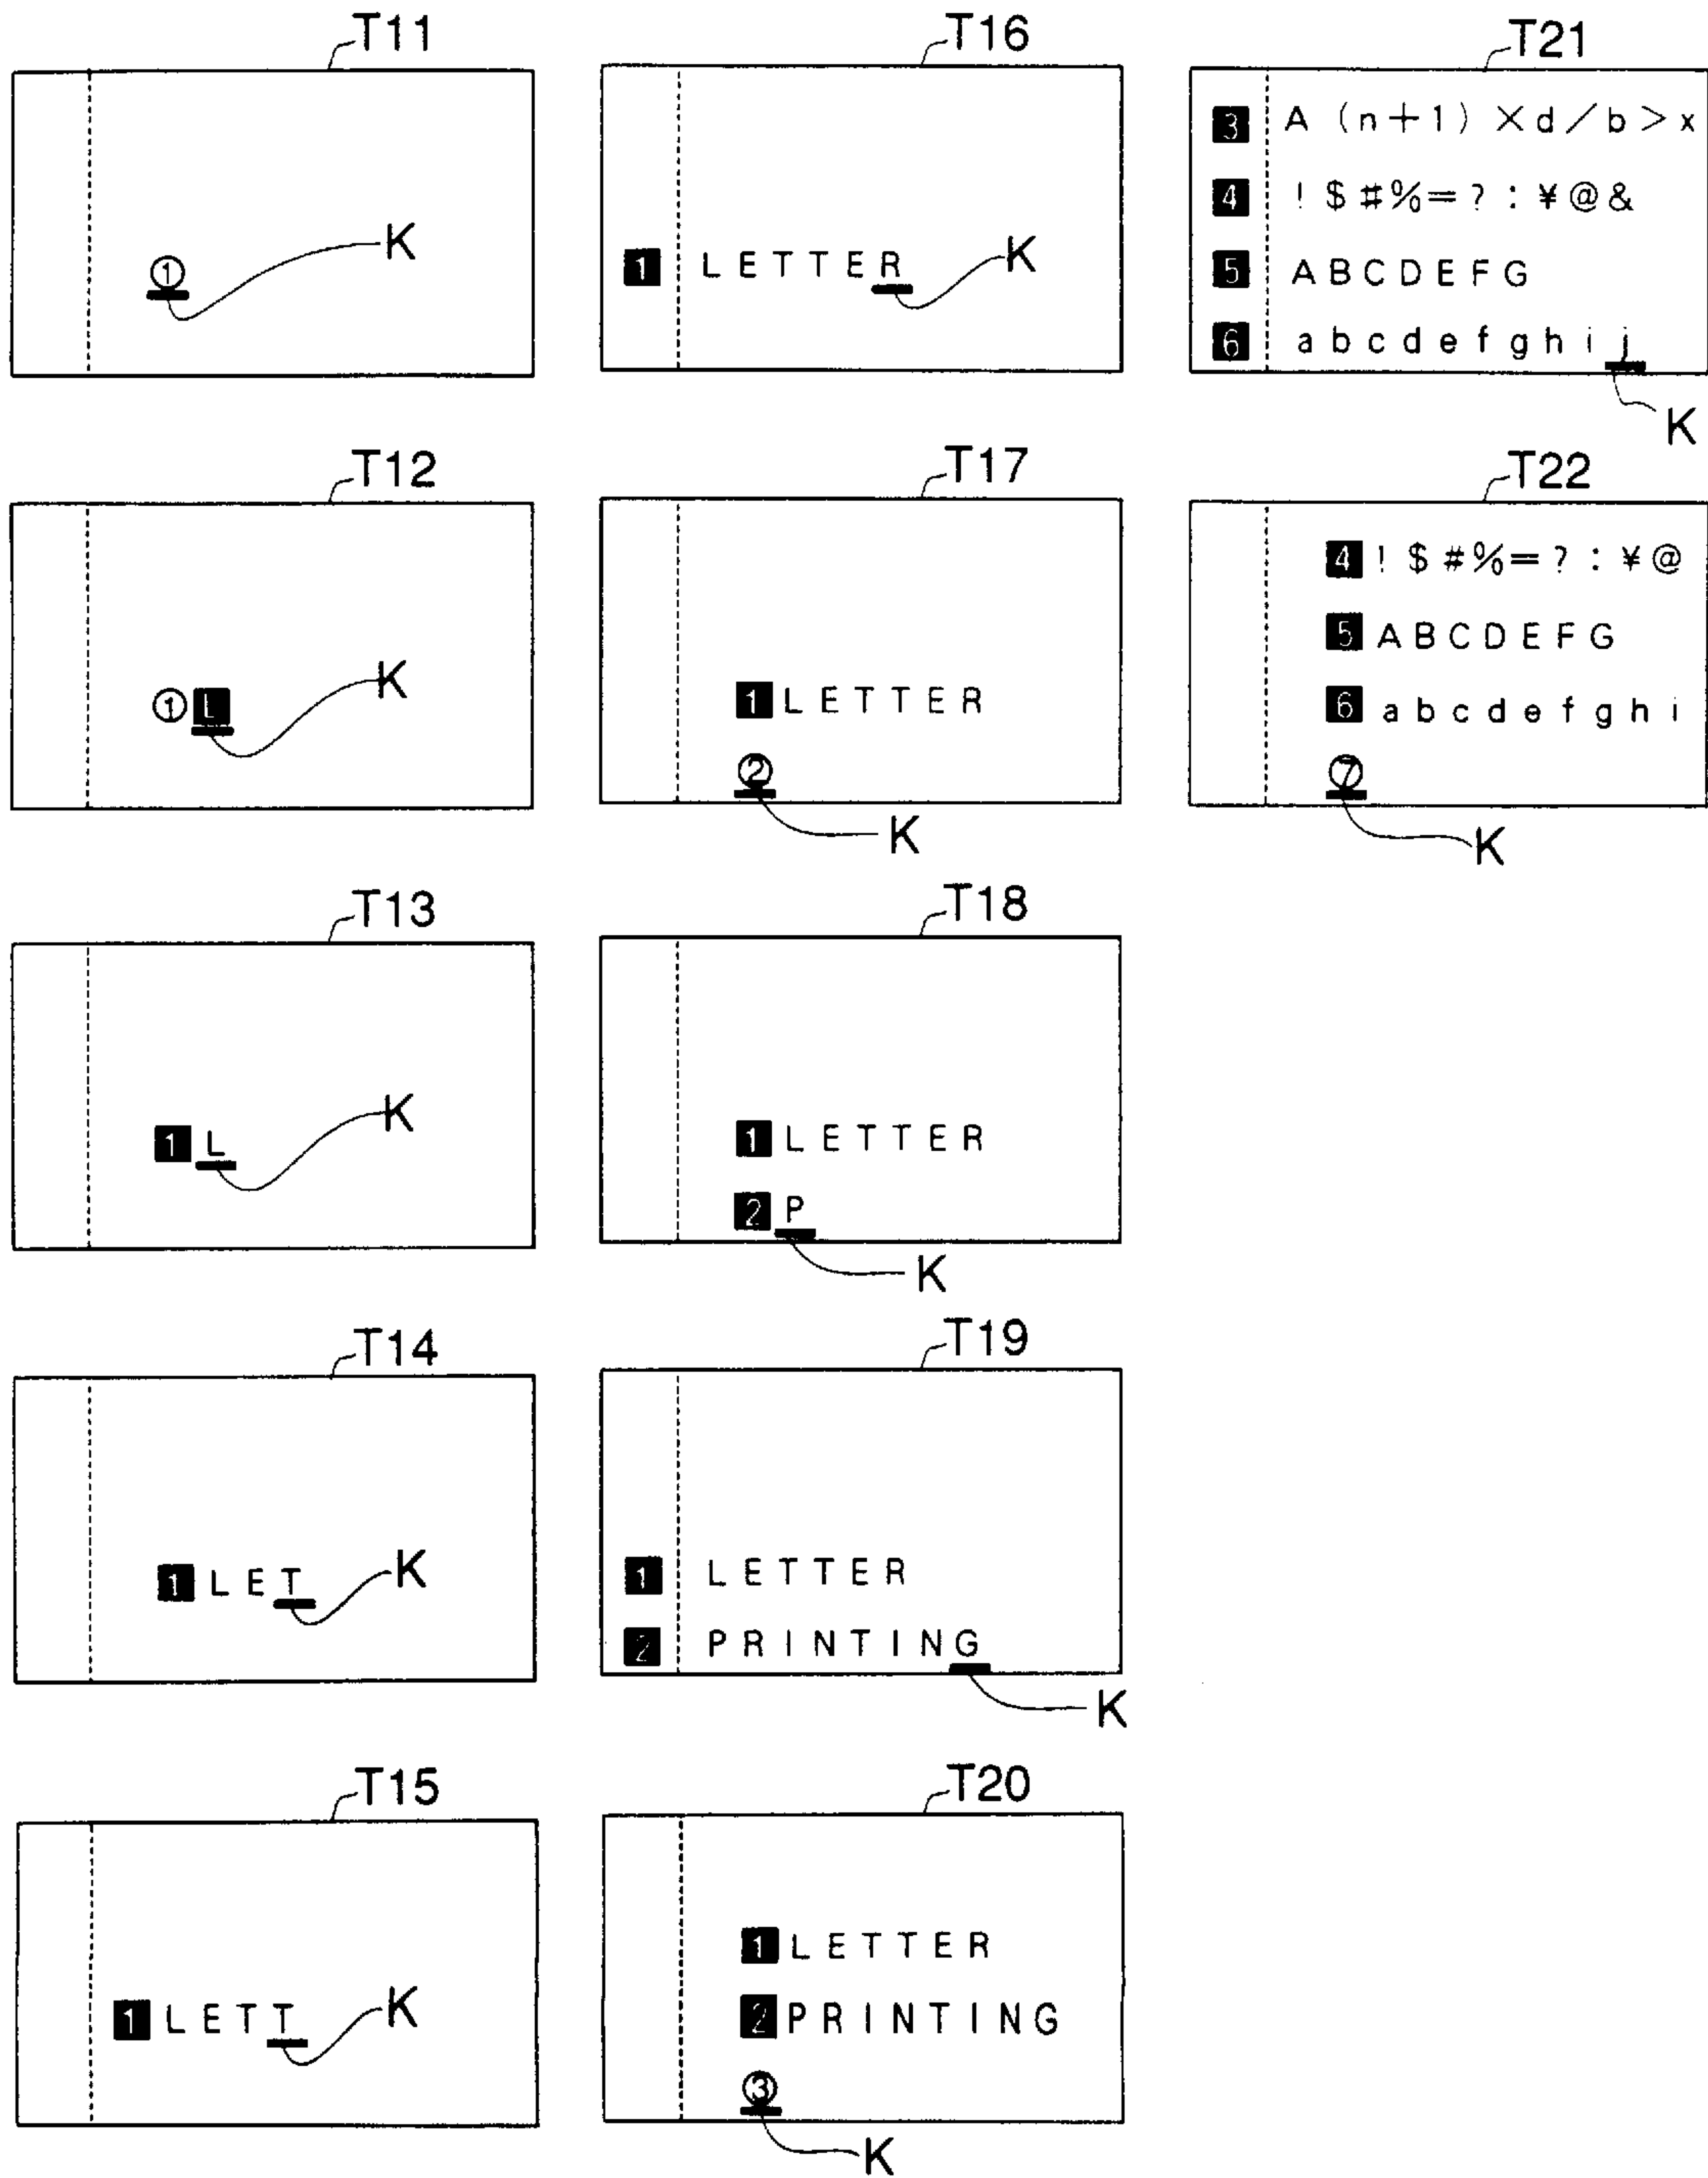 T11
①
K
T12
① L
K
T13
1 L
K
T14
1 LET
K
T15
1 LETT
K
T16
1 LETTER
K
T17
1 LETTER
②
K
T18
1 LETTER
2 P
K
T19
1 LETTER
2 PRINTING
K
T20
1 LETTER
2 PRINTING
③
K
T21
3 A (n+1) ×d/b>x
4 !$#%=?:¥@&
5 ABCDEFG
6 abcdefghij
K
T22
4 !$#%=?:¥@
5 ABCDEFG
6 abcdefghi
⑦
K